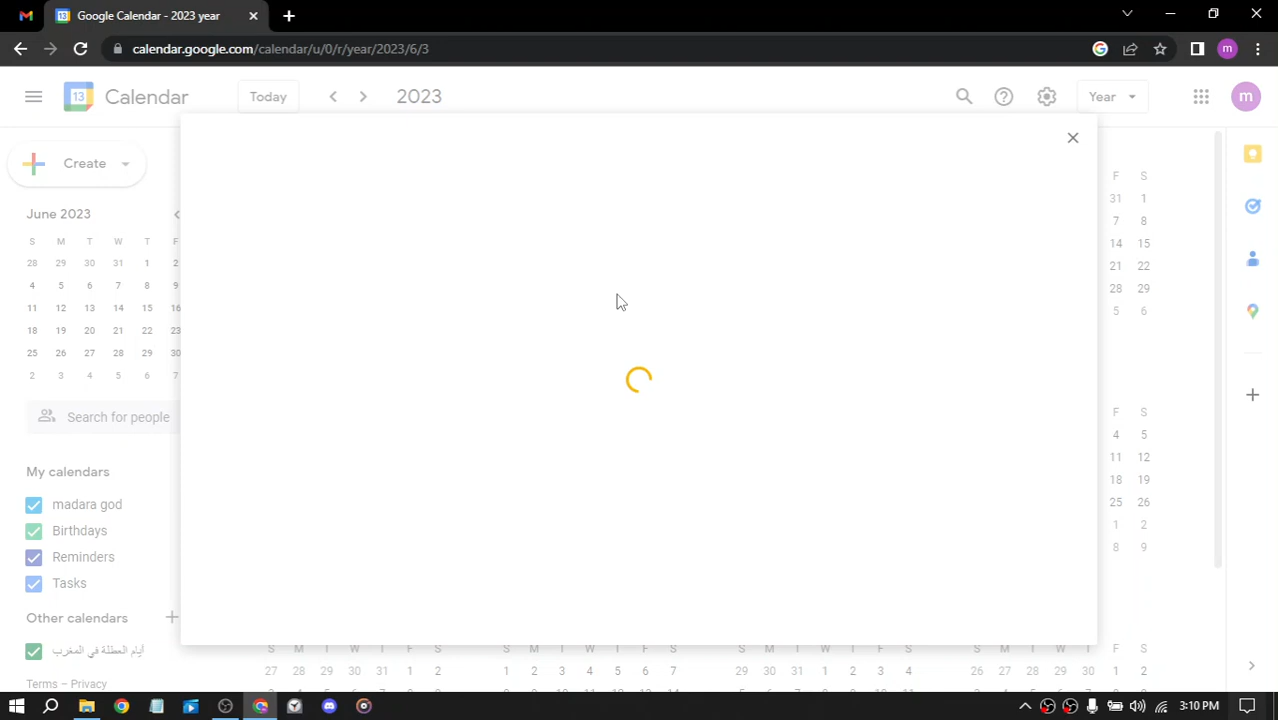 Google Calendar - 2023 year
calendar.google.com/calendar/u/0/r/year/2023/6/3
m
13 Calendar
Today
2023
Year
m
Create
June 2023
S M T W T F
28 29 30 31 1 2
4 5 6 7 8 9
11 12 13 14 15 16
18 19 20 21 22 23
25 26 27 28 29 30
2 3 4 5 6 7
Search for people
My calendars
madara god
Birthdays
Reminders
Tasks
Other calendars
أيام العطلة في المغرب
Terms – Privacy
F S
31 1
7 8
14 15
21 22
28 29
5 6
F S
4 5
11 12
18 19
25 26
1 2
8 9
S M T W T F S
27 28 29 30 31 1 2
S M T W T F S
1 2 3 4 5 6 7
S M T W T F S
29 30 31 1 2 3 4
S M T W T F S
26 27 28 29 30 1 2
3:10 PM